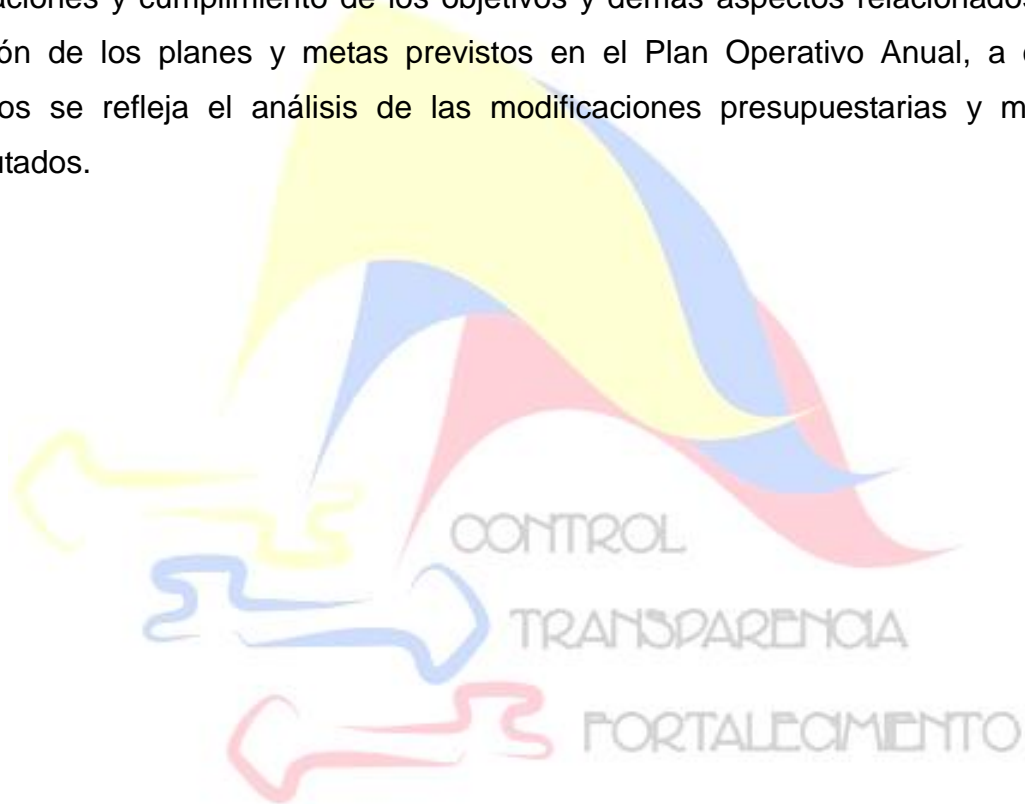 aciones y cumplimiento de los objetivos y demás aspectos relacionados
ón de los planes y metas previstos en el Plan Operativo Anual, a
os se refleja el análisis de las modificaciones presupuestarias y m
utados.
CONTROL
TRANSPARENCIA
FORTALECIMIENTO